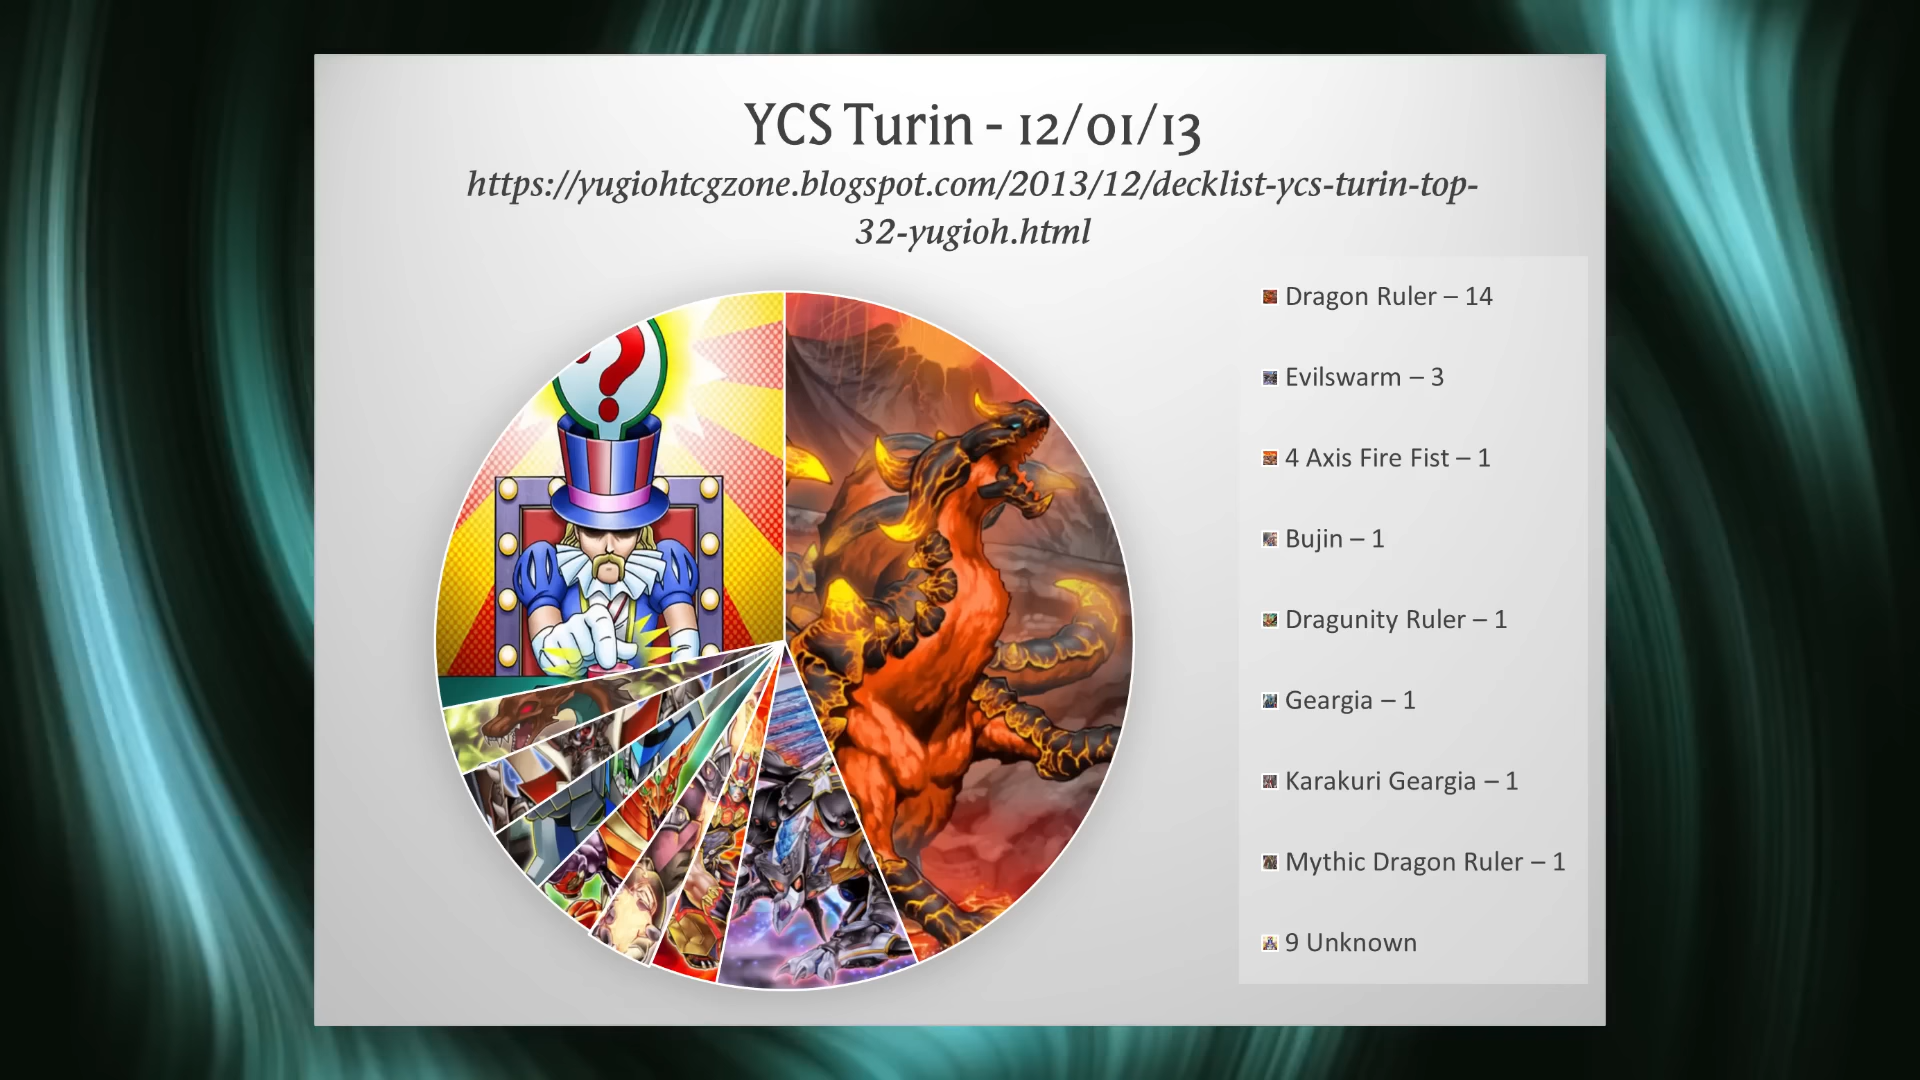 YCS Turin - 12/01/13
https://yugiohtcgzone.blogspot.com/2013/12/decklist-ycs-turin-top-
32-yugioh.html
Dragon Ruler – 14
Evilswarm – 3
4 Axis Fire Fist – 1
Bujin – 1
Dragunity Ruler – 1
Geargia – 1
Karakuri Geargia – 1
Mythic Dragon Ruler – 1
9 Unknown
?